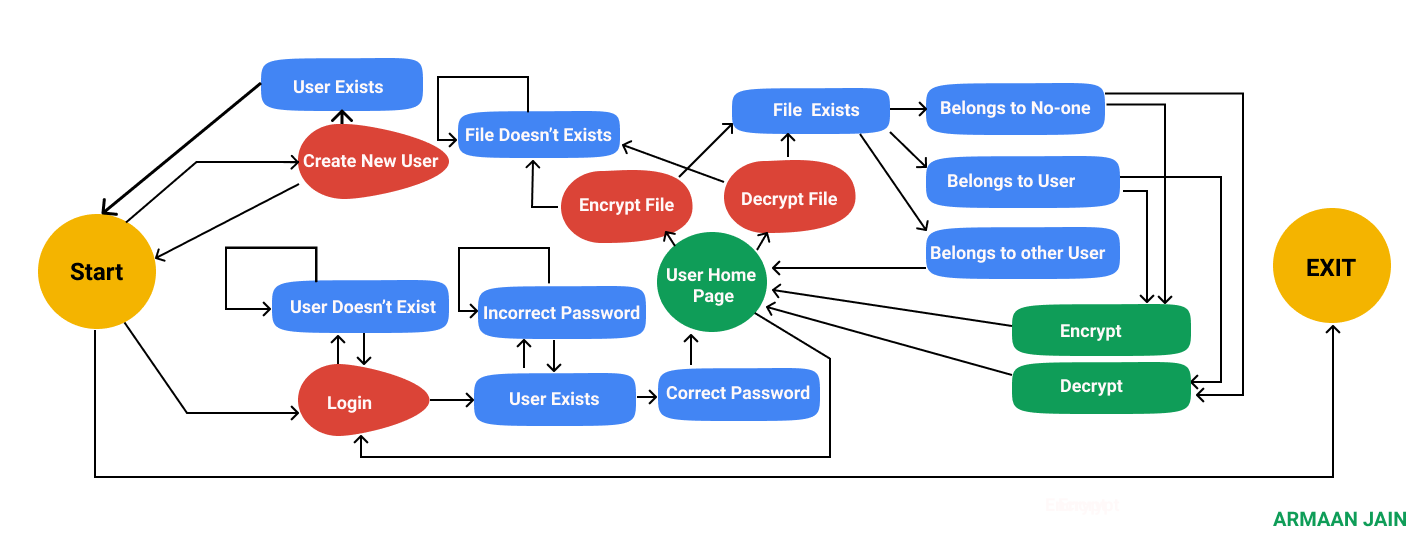 User Exists
File Doesn't Exists
File Exists
Belongs to No-one
Create New User
Encrypt File
Decrypt File
Belongs to User
Belongs to other User
Start
User Home
Page
EXIT
User Doesn't Exist
Incorrect Password
Encrypt
Decrypt
Login
User Exists
Correct Password
ARMAAN JAIN